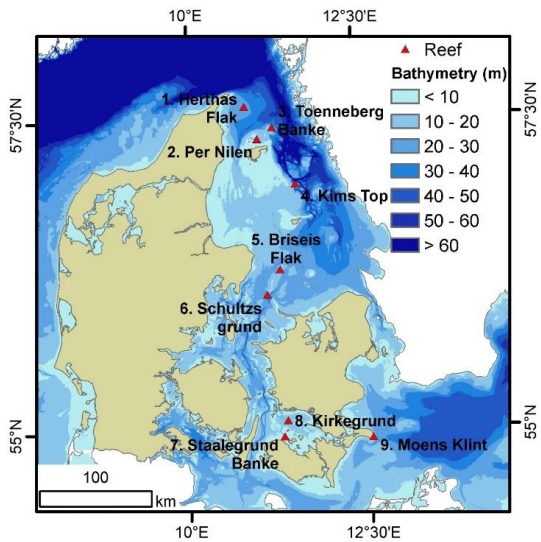 10°0'E
12°30'E
Reef
Bathymetry (m)
< 10
10 - 20
20 - 30
30 - 40
40 - 50
50 - 60
> 60
57°30'N
57°30'N
1. Herthas
Flak
3. Toenneberg
Banke
2. Per Nilen
4. Kims Top
5. Briseis
Flak
6. Schultzs
grund
8. Kirkegrund
7. Staalegrund
Banke
9. Moens Klint
55°N
55°N
100
km
10°0'E
12°30'E